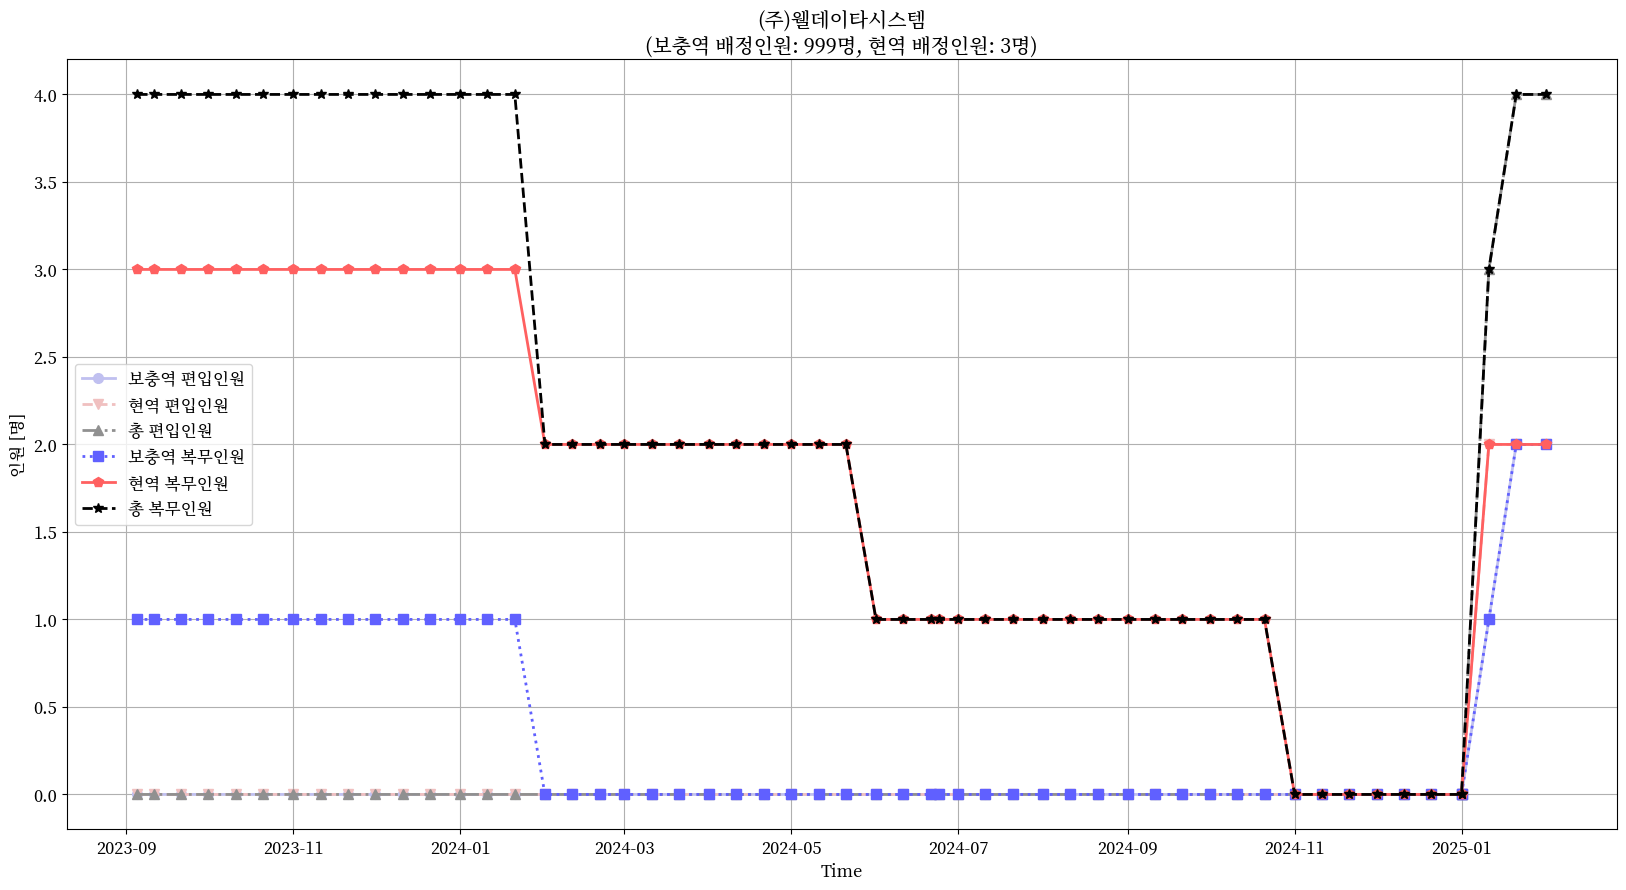 (주)웰데이타시스템
(보충역 배정인원: 999명, 현역 배정인원: 3명)
4.0
3.5
3.0
2.5
2.0
1.5
1.0
0.5
0.0
인원 [명]
보충역 편입인원
현역 편입인원
총 편입인원
보충역 복무인원
현역 복무인원
총 복무인원
2023-09
2023-11
2024-01
2024-03
2024-05
2024-07
2024-09
2024-11
2025-01
Time